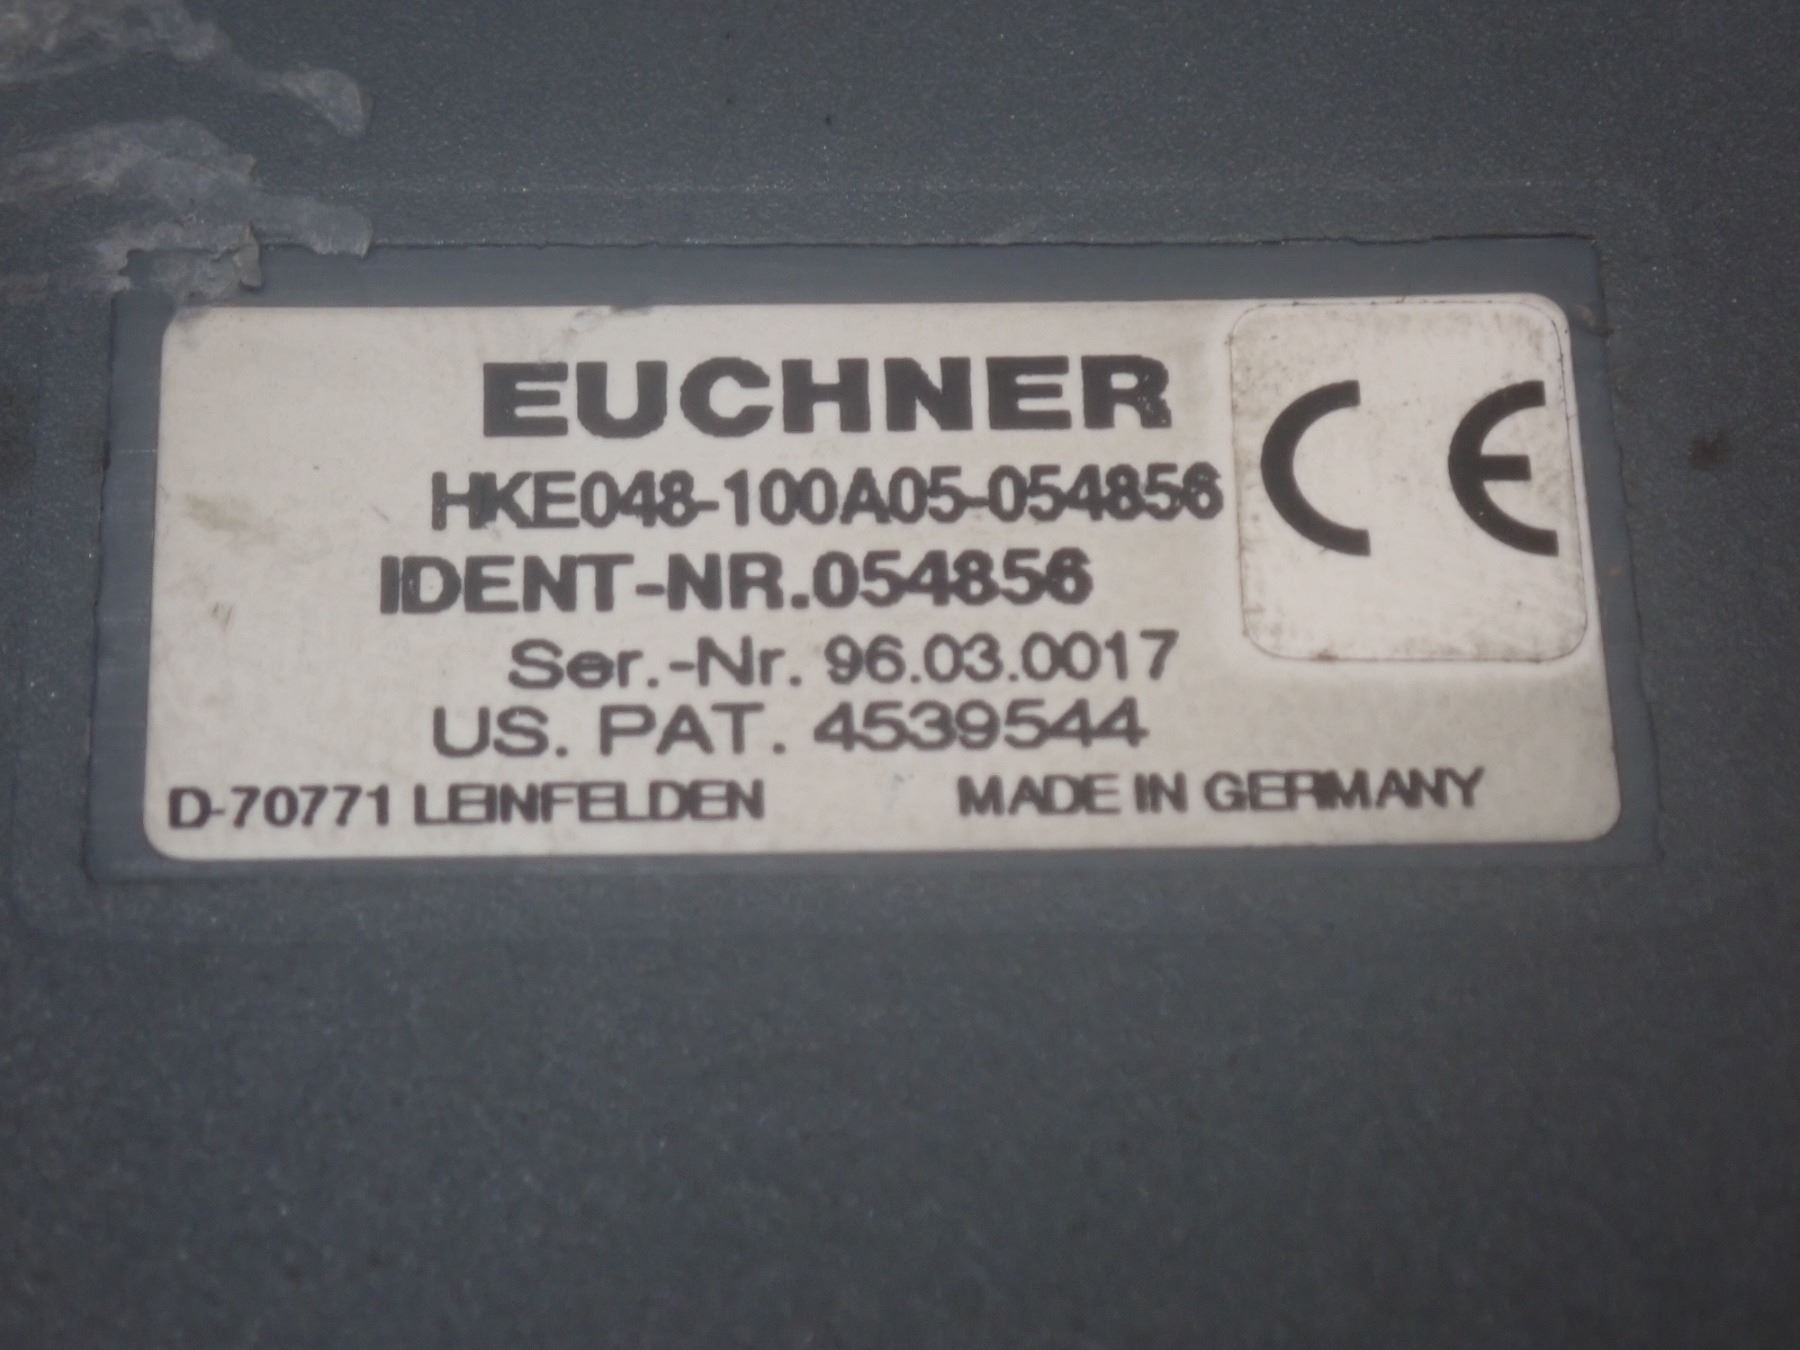 EUCHNER
HKE048-100A05-054856
IDENT-NR.054856
Ser.-Nr. 96.03.0017
US. PAT. 4539544
D-70771 LEINFELDEN MADE IN GERMANY
CE